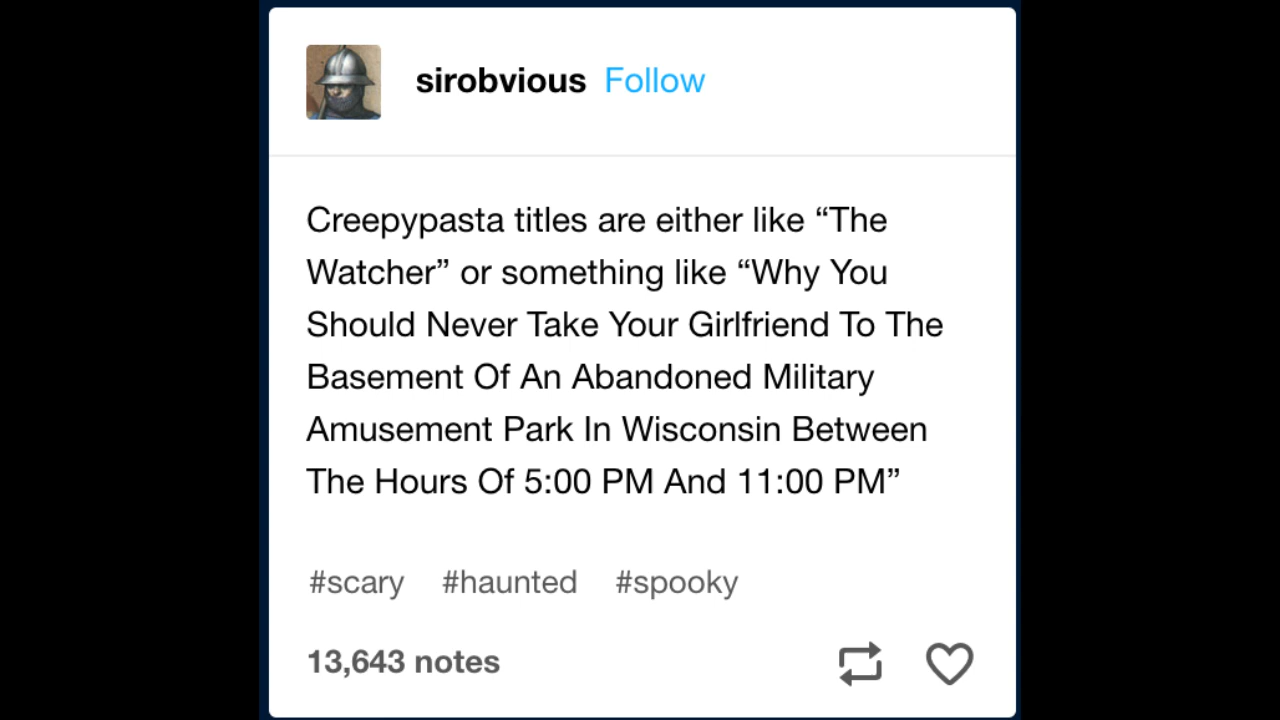 sirobvious Follow
Creepypasta titles are either like “The
Watcher” or something like “Why You
Should Never Take Your Girlfriend To The
Basement Of An Abandoned Military
Amusement Park In Wisconsin Between
The Hours Of 5:00 PM And 11:00 PM”
#scary #haunted #spooky
13,643 notes